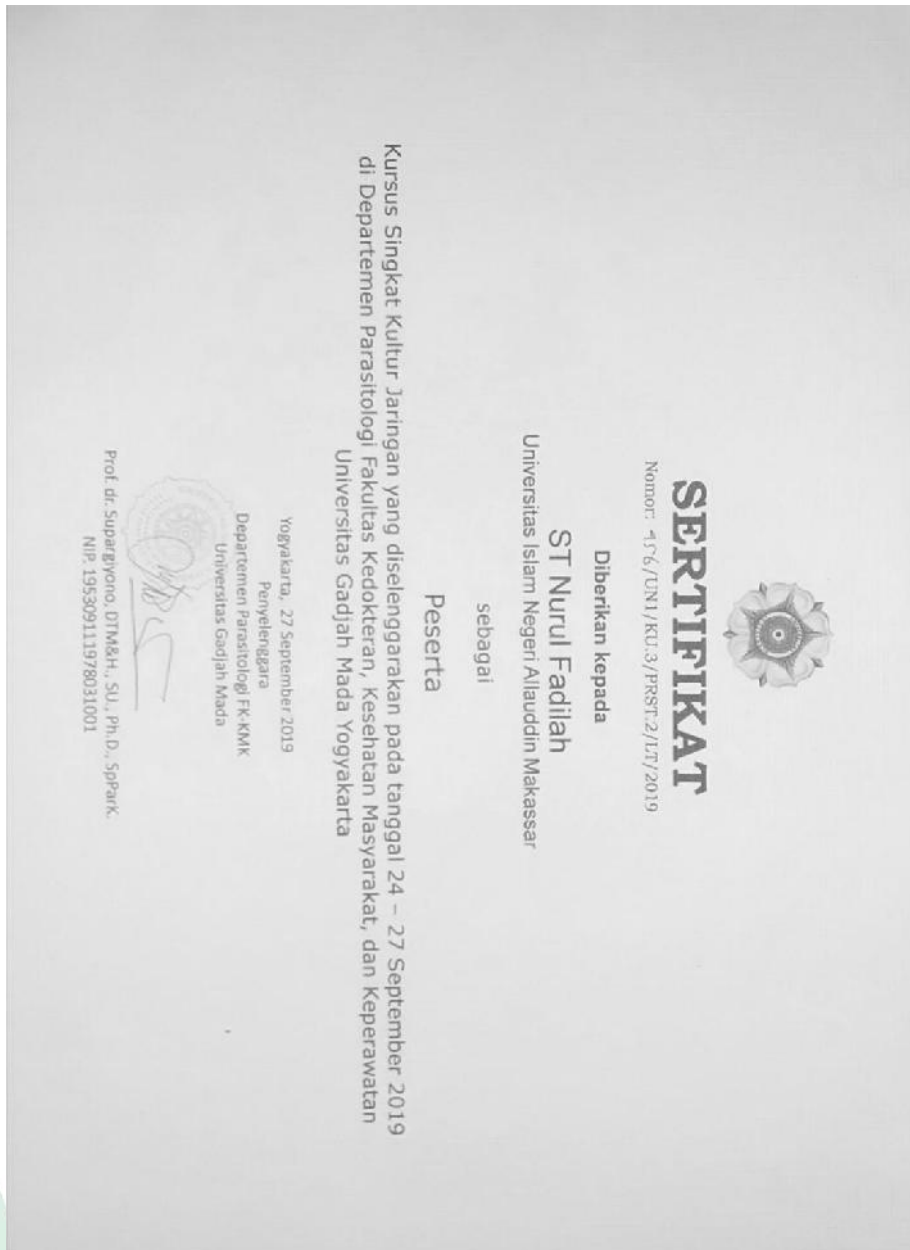 SERTIFIKAT
Nomor: 956/UN1/KU.3/PRST.2/LT/2019
Diberikan kepada
ST Nurul Fadilah
Universitas Islam Negeri Allauddin Makassar
sebagai
Peserta
Kursus Singkat Kultur Jaringan yang diselenggarakan pada tanggal 24 – 27 September 2019
di Departemen Parasitologi Fakultas Kedokteran, Kesehatan Masyarakat, dan Keperawatan
Universitas Gadjah Mada Yogyakarta
Yogyakarta, 27 September 2019
Penyelenggara
Departemen Parasitologi FK-KMK
Universitas Gadjah Mada
Prof. dr. Supargiyono, DTM&H., SU., Ph.D., SpPark.
NIP. 195309111978031001